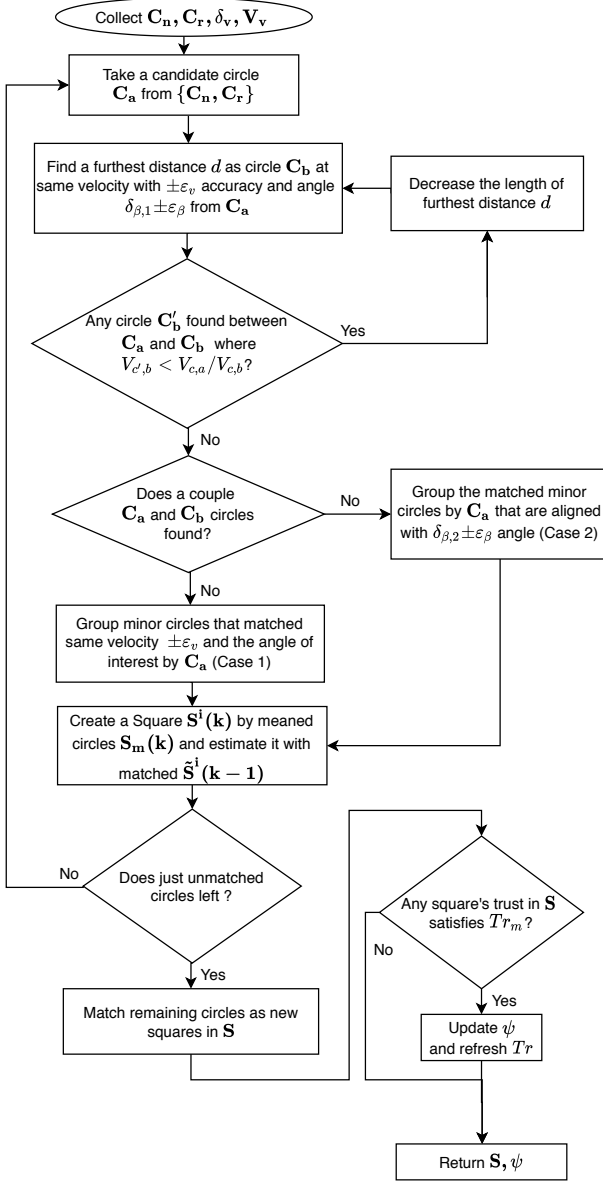 Collect C_n, C_r, δ_v, V_v
Take a candidate circle
C_a from {C_n, C_r}
Find a furthest distance d as circle C_b at
same velocity with ±ε_v accuracy and angle
δ_{β,1}±ε_β from C_a
Decrease the length of
furthest distance d
Any circle C'_b found between
C_a and C_b where
V_{c',b} < V_{c,a}/V_{c,b}?
Yes
No
Does a couple
C_a and C_b circles
found?
No
Group the matched minor
circles by C_a that are aligned
with δ_{β,2}±ε_β angle (Case 2)
No
Group minor circles that matched
same velocity ±ε_v and the angle of
interest by C_a (Case 1)
Create a Square S^i(k) by meaned
circles S_m(k) and estimate it with
matched S̃^i(k−1)
No
Does just unmatched
circles left ?
Yes
Match remaining circles as new
squares in S
Any square's trust in S
satisfies Tr_m?
No
Yes
Update ψ
and refresh Tr
Return S, ψ